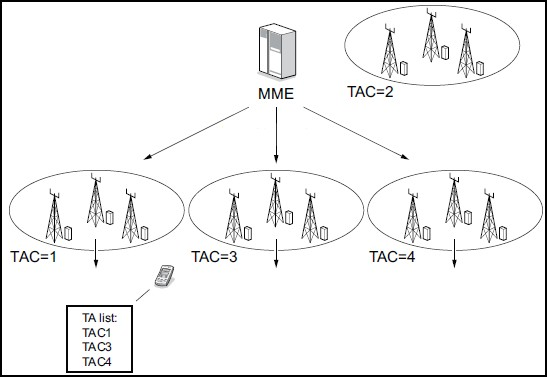 MME
TAC=2
TAC=1
TAC=3
TAC=4
TA list:
TAC1
TAC3
TAC4